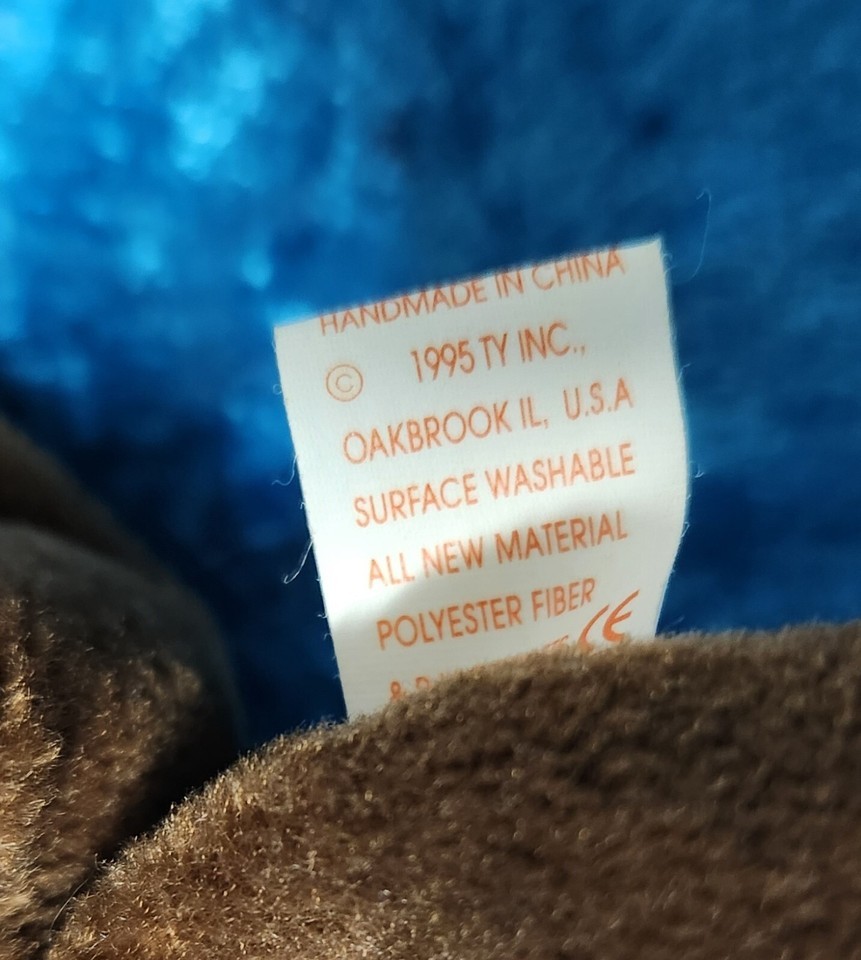 HANDMADE IN CHINA
© 1995 TY INC.,
OAKBROOK IL, U.S.A
SURFACE WASHABLE
ALL NEW MATERIAL
POLYESTER FIBER
& CE